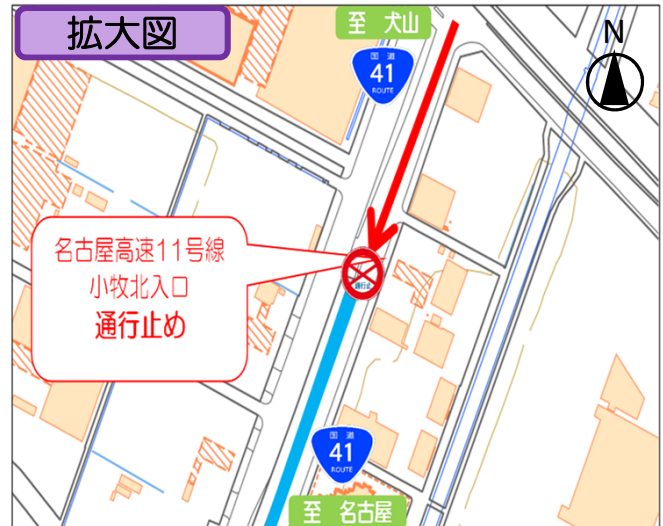 拡大図
至 犬山
N
国道
41
ROUTE
名古屋高速11号線
小牧北入口
通行止め
通行止
国道
41
ROUTE
至 名古屋